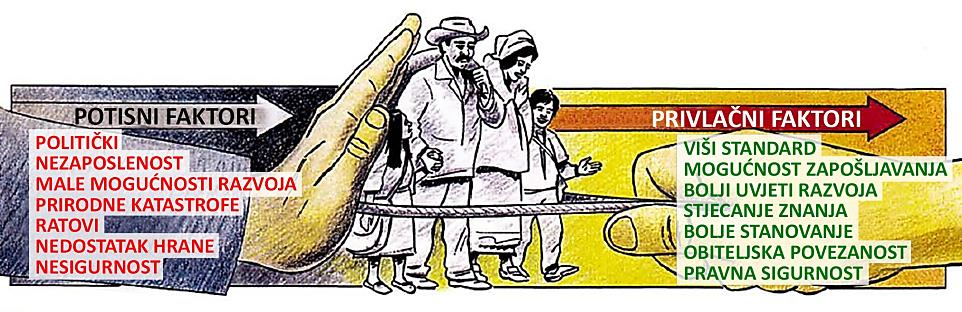 POTISNI FAKTORI
POLITIČKI
NEZAPOSLENOST
MALE MOGUĆNOSTI RAZVOJA
PRIRODNE KATASTROFE
RATOVI
NEDOSTATAK HRANE
NESIGURNOST
PRIVLAČNI FAKTORI
VIŠI STANDARD
MOGUĆNOST ZAPOŠLJAVANJA
BOLJI UVJETI RAZVOJA
STJECANJE ZNANJA
BOLJE STANOVANJE
OBITELJSKA POVEZANOST
PRAVNA SIGURNOST